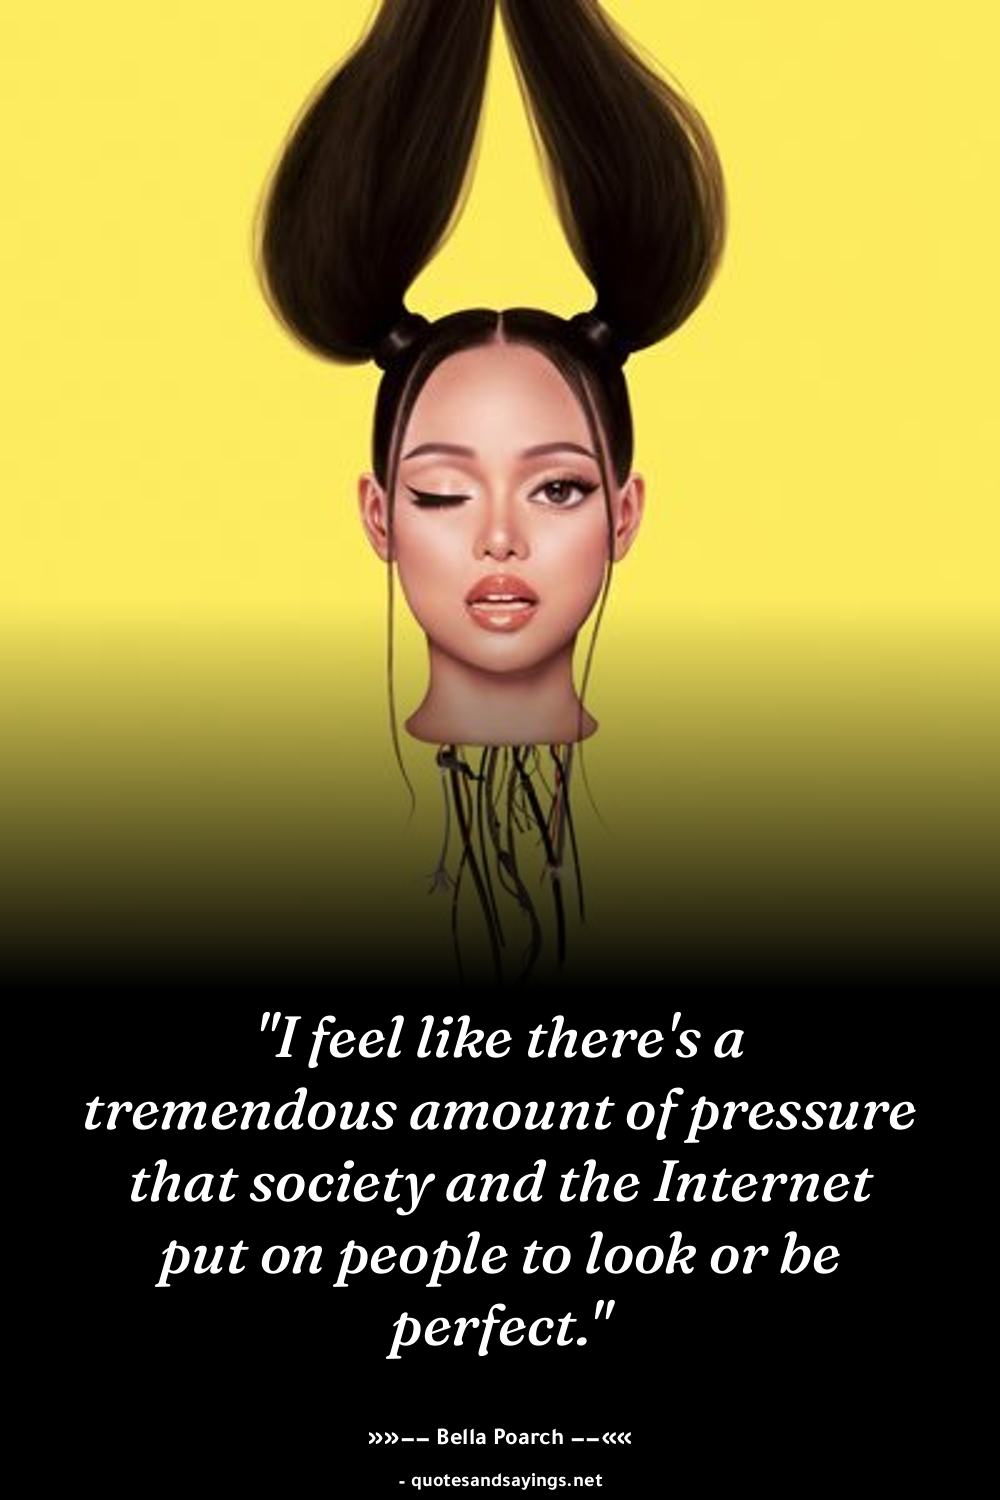 "I feel like there's a
tremendous amount of pressure
that society and the Internet
put on people to look or be
perfect."
»»−− Bella Poarch −−««
- quotesandsayings.net